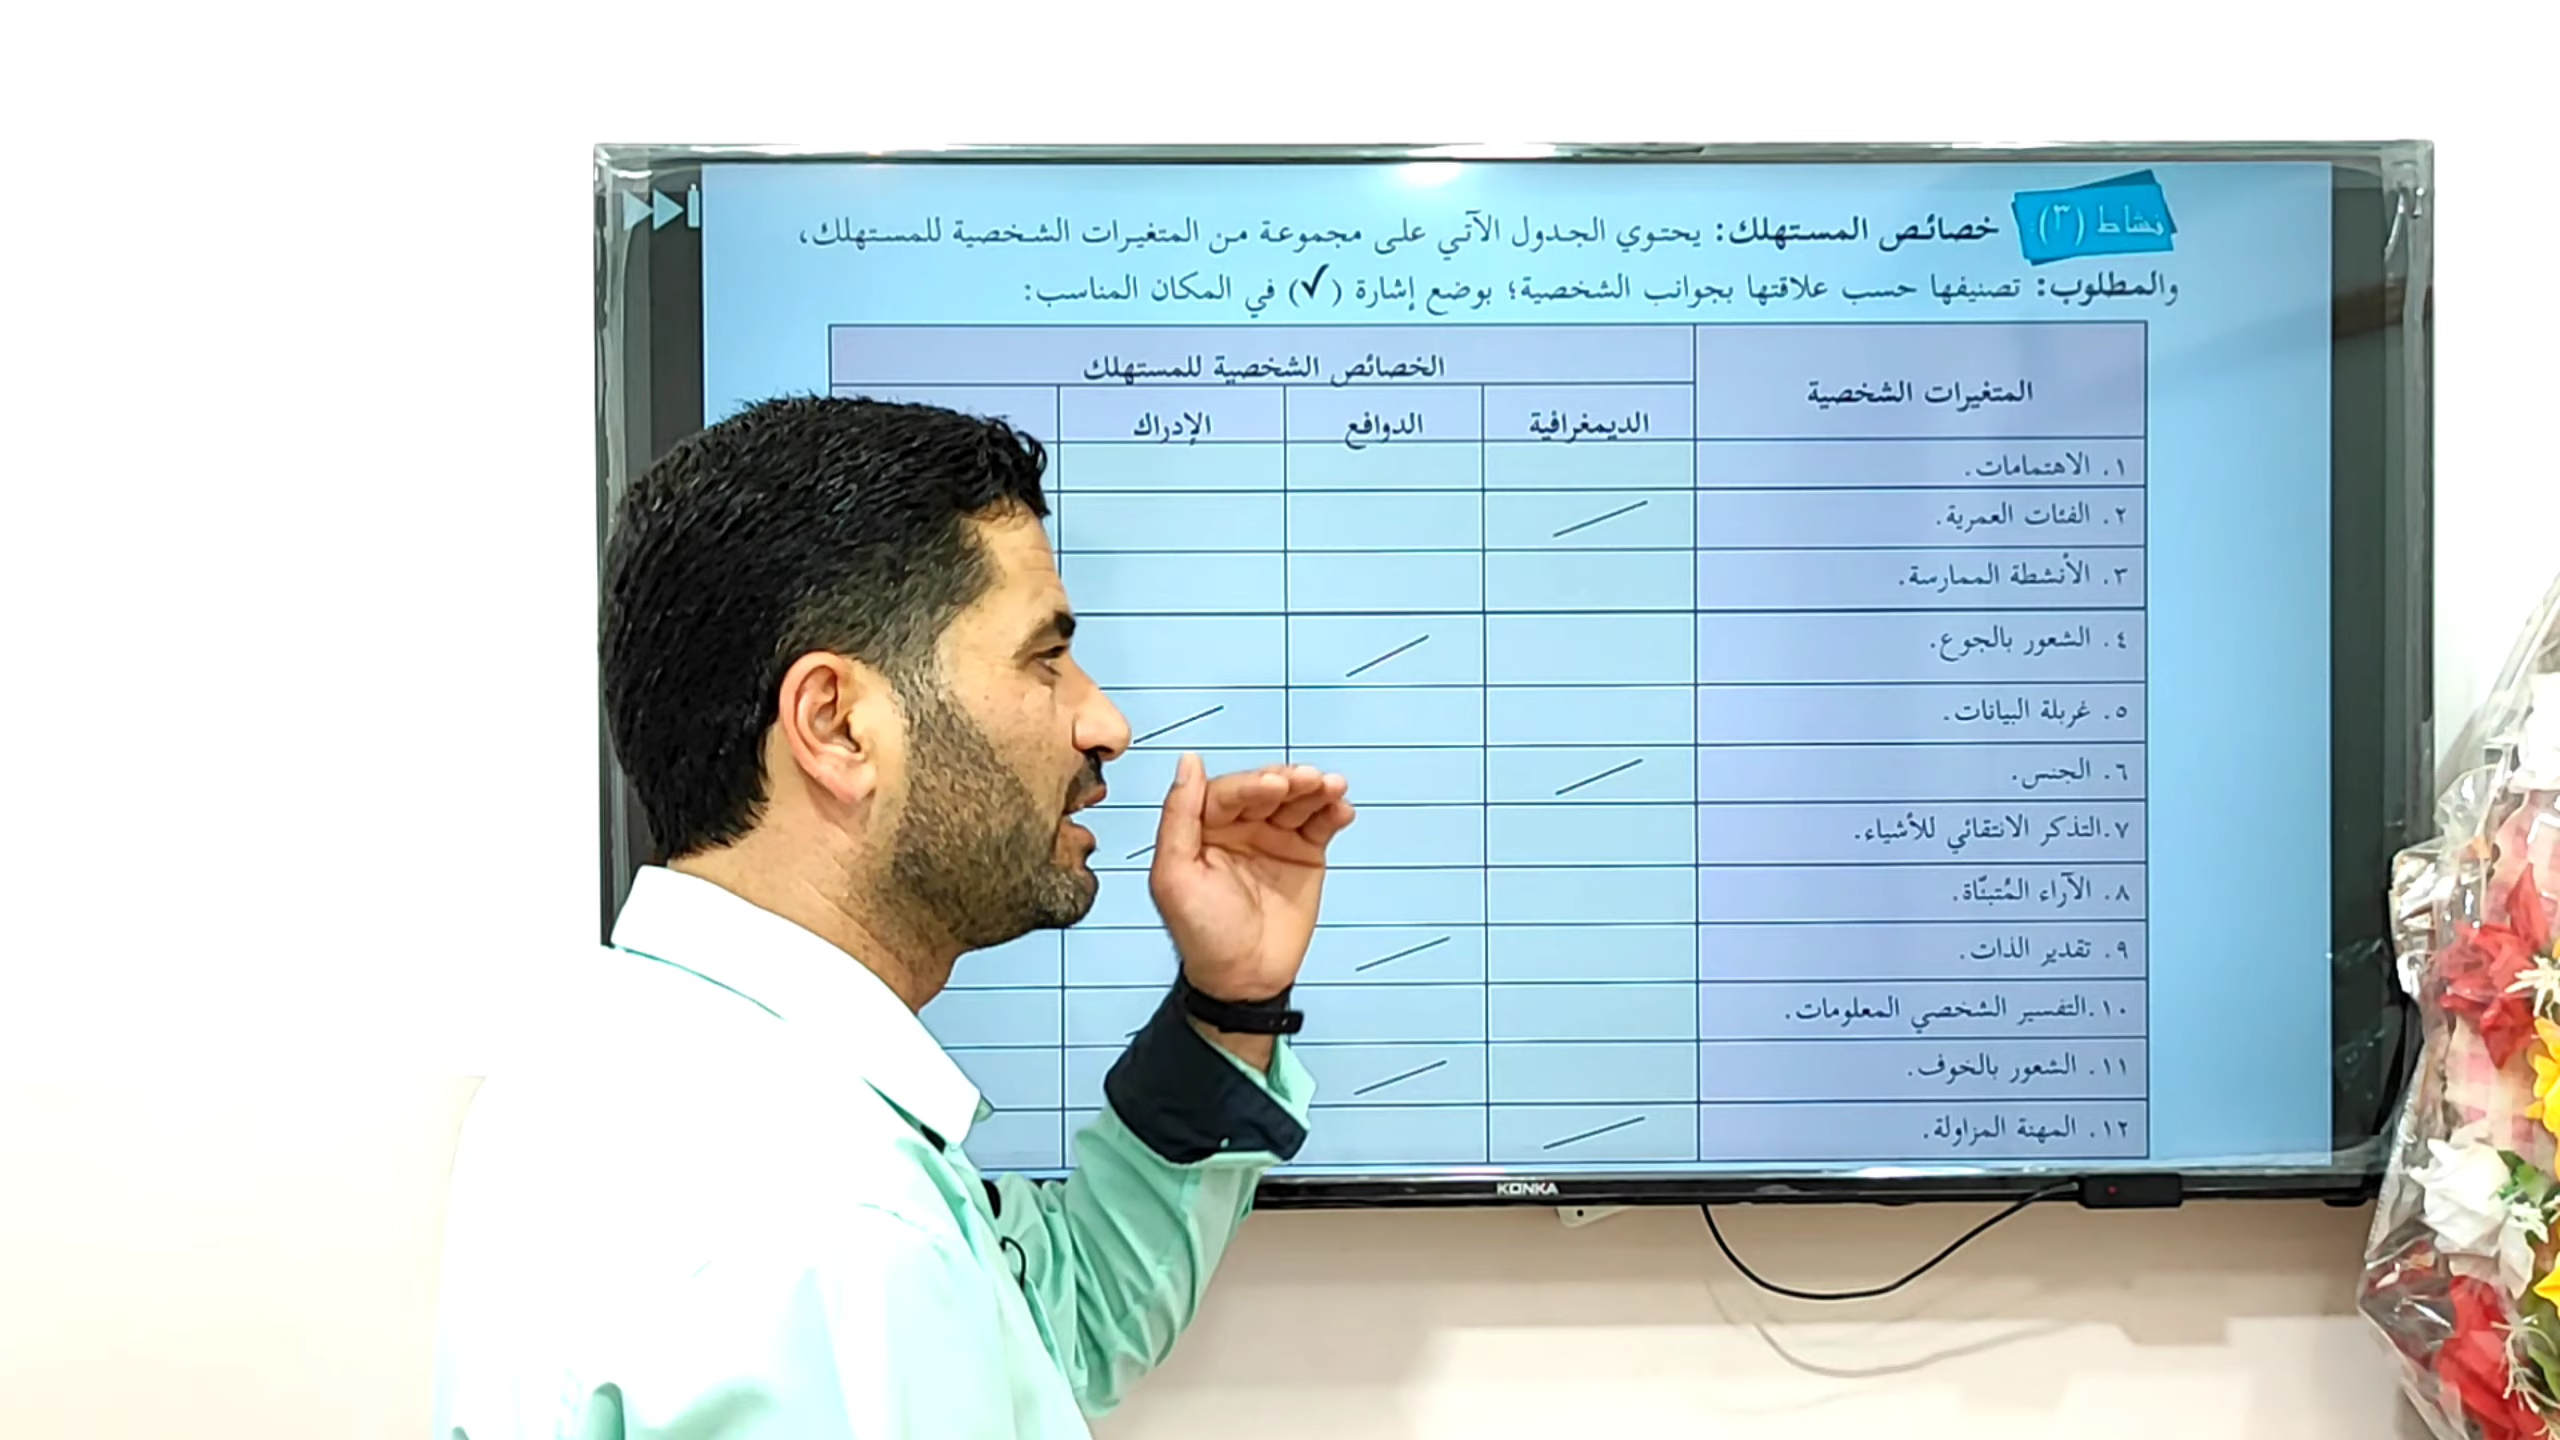 نشاط (٣): خصائص المستهلك: يحتوي الجدول الآتي على مجموعة من المتغيرات الشخصية للمستهلك،
والمطلوب: تصنيفها حسب علاقتها بجوانب الشخصية؛ بوضع إشارة (✓) في المكان المناسب:
المتغيرات الشخصية الخصائص الشخصية للمستهلك
الديمغرافية الدوافع الإدراك
١. الاهتمامات.
٢. الفئات العمرية.
٣. الأنشطة الممارسة.
٤. الشعور بالجوع.
٥. غربلة البيانات.
٦. الجنس.
٧.التذكر الانتقائي للأشياء.
٨. الآراء المُتبنّاة.
٩. تقدير الذات.
١٠.التفسير الشخصي المعلومات.
١١. الشعور بالخوف.
١٢. المهنة المزاولة.
KONKA